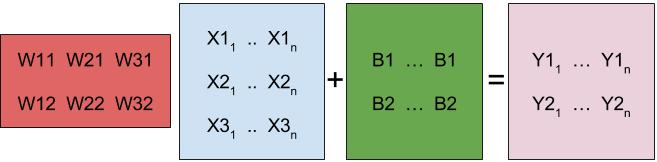 W11 W21 W31
W12 W22 W32
X1₁ .. X1ₙ
X2₁ .. X2ₙ
X3₁ .. X3ₙ
+
B1 … B1
B2 … B2
=
Y1₁ … Y1ₙ
Y2₁ … Y2ₙ